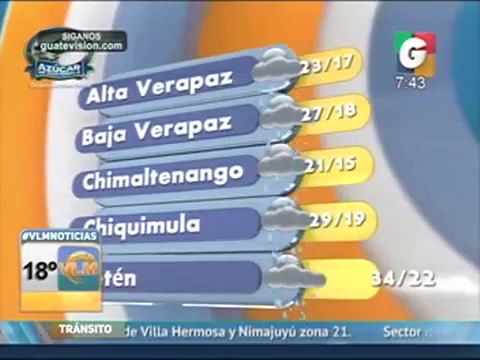 SIGANOS
guatevision.com
AZÚCAR
G
7:43
Alta Verapaz 23/17
Baja Verapaz 27/18
Chimaltenango 21/15
Chiquimula 29/19
tén 34/22
#VLMNOTICIAS
18º VLM
TRÁNSITO de Villa Hermosa y Nimajuyú zona 21. Sector